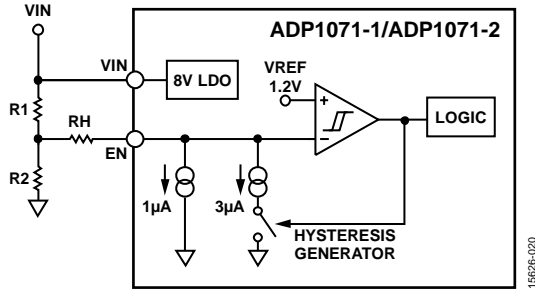 VIN
ADP1071-1/ADP1071-2
VIN
8V LDO
VREF
1.2V
R1
RH
+
LOGIC
EN
–
R2
1µA
3µA
HYSTERESIS
GENERATOR
15626-020